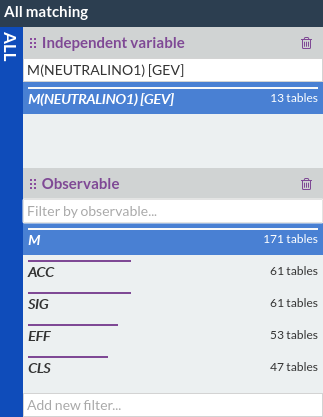 All matching
ALL
Independent variable
M(NEUTRALINO1) [GEV]
M(NEUTRALINO1) [GEV] 13 tables
Observable
Filter by observable...
M 171 tables
ACC 61 tables
SIG 61 tables
EFF 53 tables
CLS 47 tables
Add new filter...